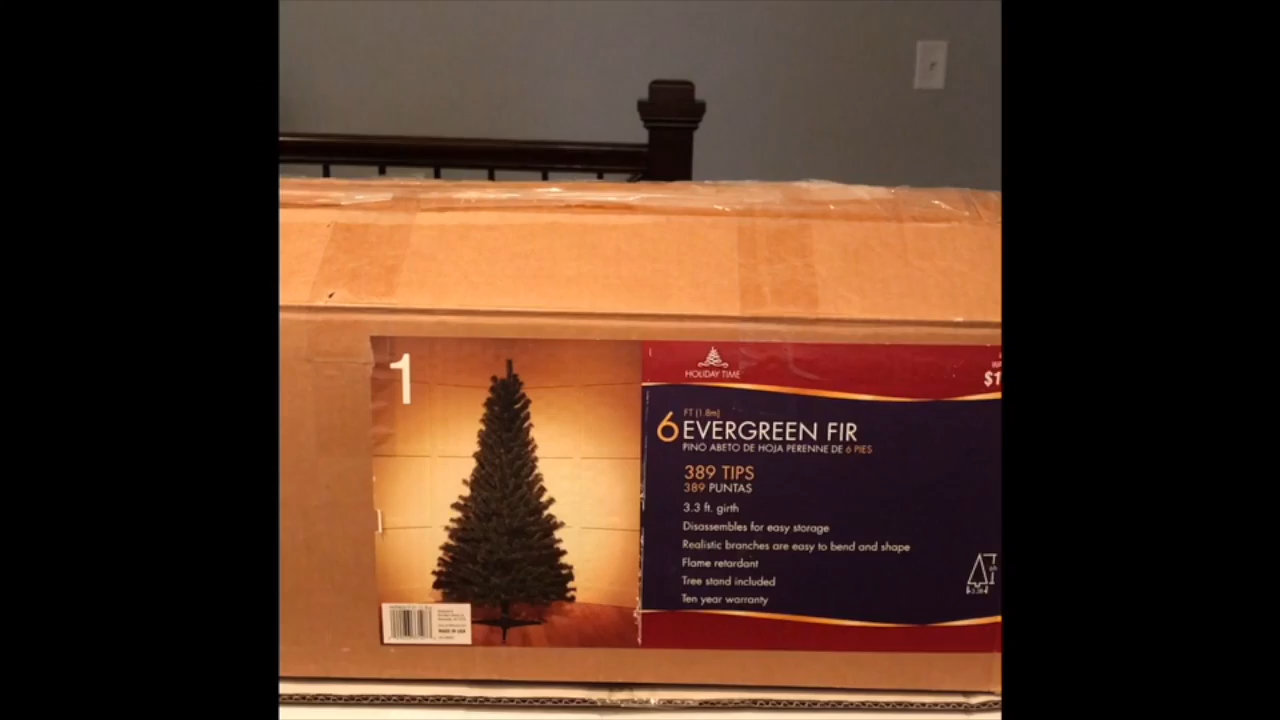 1
HOLIDAY TIME
$1
FT (1.8m)
6 EVERGREEN FIR
PINO ABETO DE HOJA PERENNE DE 6 PIES
389 TIPS
389 PUNTAS
3.3 ft. girth
Disassembles for easy storage
Realistic branches are easy to bend and shape
Flame retardant
Tree stand included
Ten year warranty
MADE IN USA